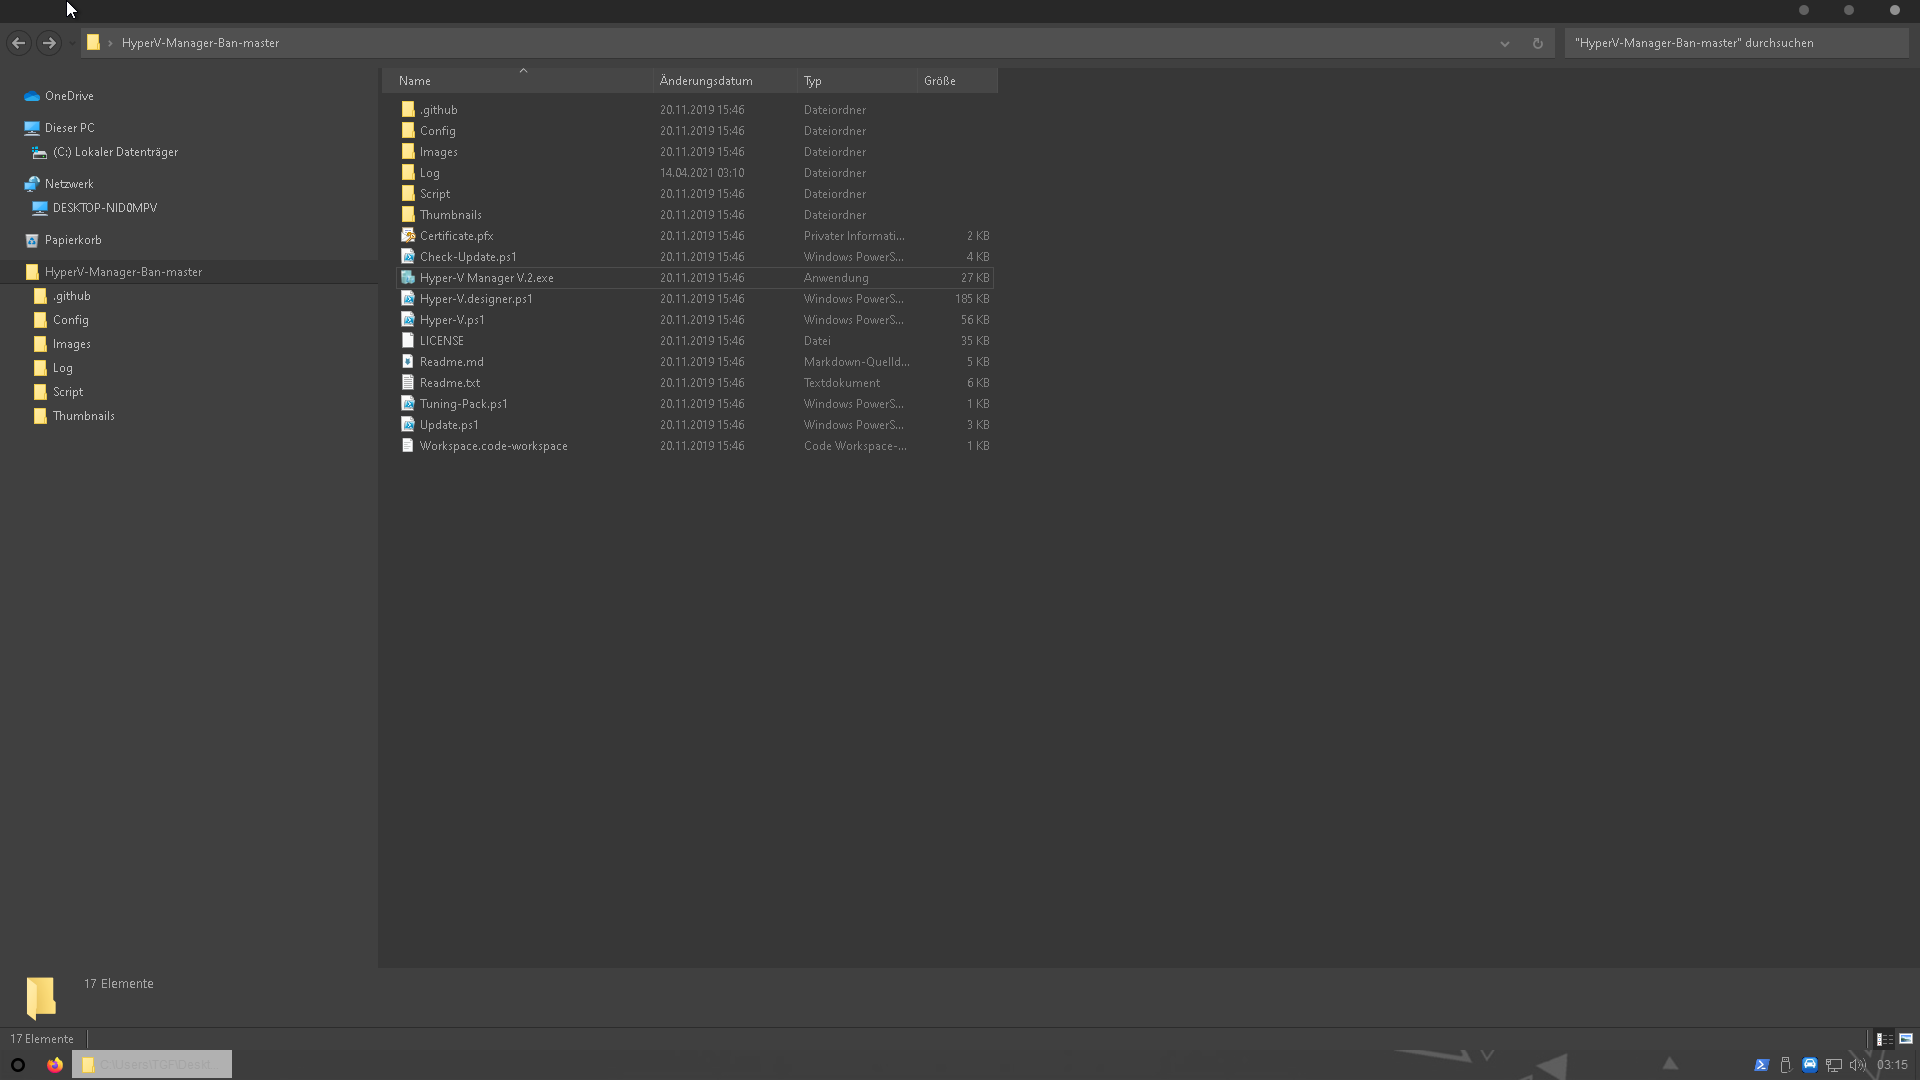 HyperV-Manager-Ban-master
"HyperV-Manager-Ban-master" durchsuchen
OneDrive
Dieser PC
(C:) Lokaler Datenträger
Netzwerk
DESKTOP-NID0MPV
Papierkorb
HyperV-Manager-Ban-master
.github
Config
Images
Log
Script
Thumbnails
Name Änderungsdatum Typ Größe
.github 20.11.2019 15:46 Dateiordner
Config 20.11.2019 15:46 Dateiordner
Images 20.11.2019 15:46 Dateiordner
Log 14.04.2021 03:10 Dateiordner
Script 20.11.2019 15:46 Dateiordner
Thumbnails 20.11.2019 15:46 Dateiordner
Certificate.pfx 20.11.2019 15:46 Privater Informati... 2 KB
Check-Update.ps1 20.11.2019 15:46 Windows PowerS... 4 KB
Hyper-V Manager V.2.exe 20.11.2019 15:46 Anwendung 27 KB
Hyper-V.designer.ps1 20.11.2019 15:46 Windows PowerS... 185 KB
Hyper-V.ps1 20.11.2019 15:46 Windows PowerS... 56 KB
LICENSE 20.11.2019 15:46 Datei 35 KB
Readme.md 20.11.2019 15:46 Markdown-Quelld... 5 KB
Readme.txt 20.11.2019 15:46 Textdokument 6 KB
Tuning-Pack.ps1 20.11.2019 15:46 Windows PowerS... 1 KB
Update.ps1 20.11.2019 15:46 Windows PowerS... 3 KB
Workspace.code-workspace 20.11.2019 15:46 Code Workspace-... 1 KB
17 Elemente
17 Elemente
C:\Users\TGF\Deskt...
03:15